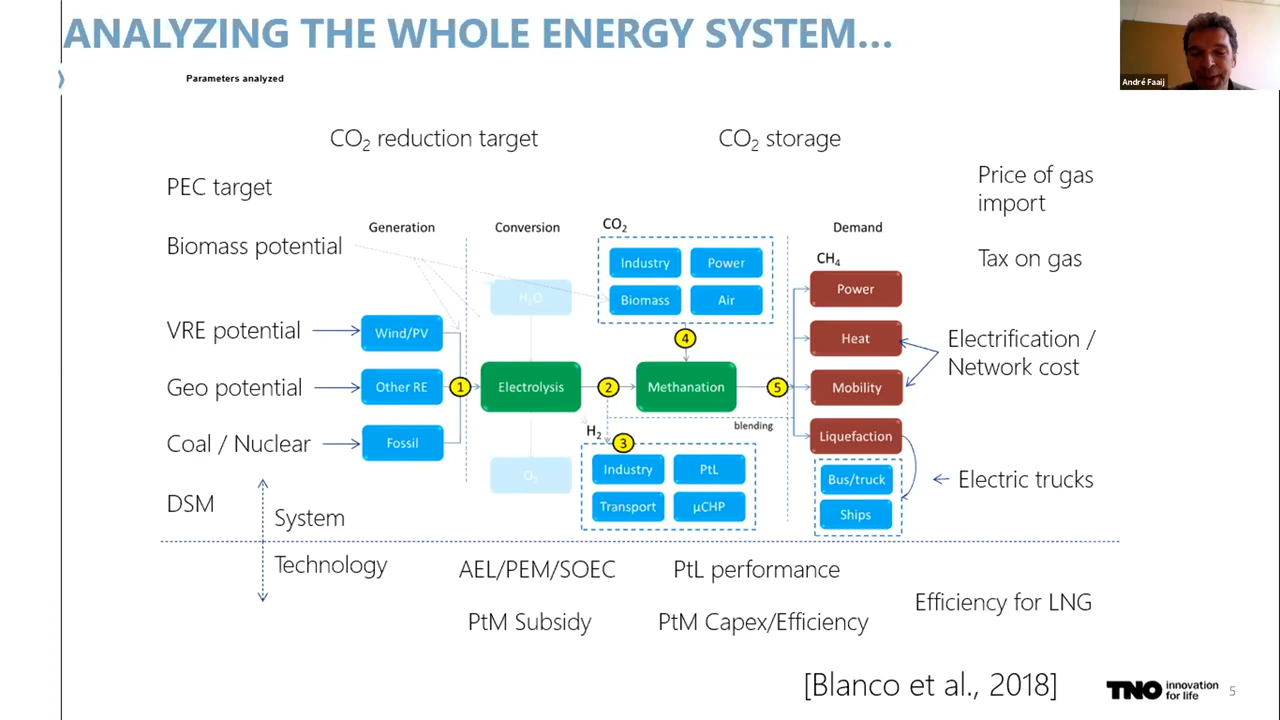 ANALYZING THE WHOLE ENERGY SYSTEM...
André Faaij
Parameters analyzed
CO2 reduction target
CO2 storage
PEC target
Price of gas
import
Biomass potential
Generation
Conversion
CO2
Demand
Industry
Power
Biomass
Air
CH4
Tax on gas
H2O
Power
VRE potential
Wind/PV
4
Heat
Electrification /
Network cost
Geo potential
Other RE
1
Electrolysis
2
Methanation
5
Mobility
blending
Coal / Nuclear
Fossil
H2
3
Liquefaction
Industry
PtL
Transport
µCHP
O2
Bus/truck
Ships
Electric trucks
DSM
System
Technology
AEL/PEM/SOEC
PtL performance
Efficiency for LNG
PtM Subsidy
PtM Capex/Efficiency
[Blanco et al., 2018]
TNO innovation
for life
5